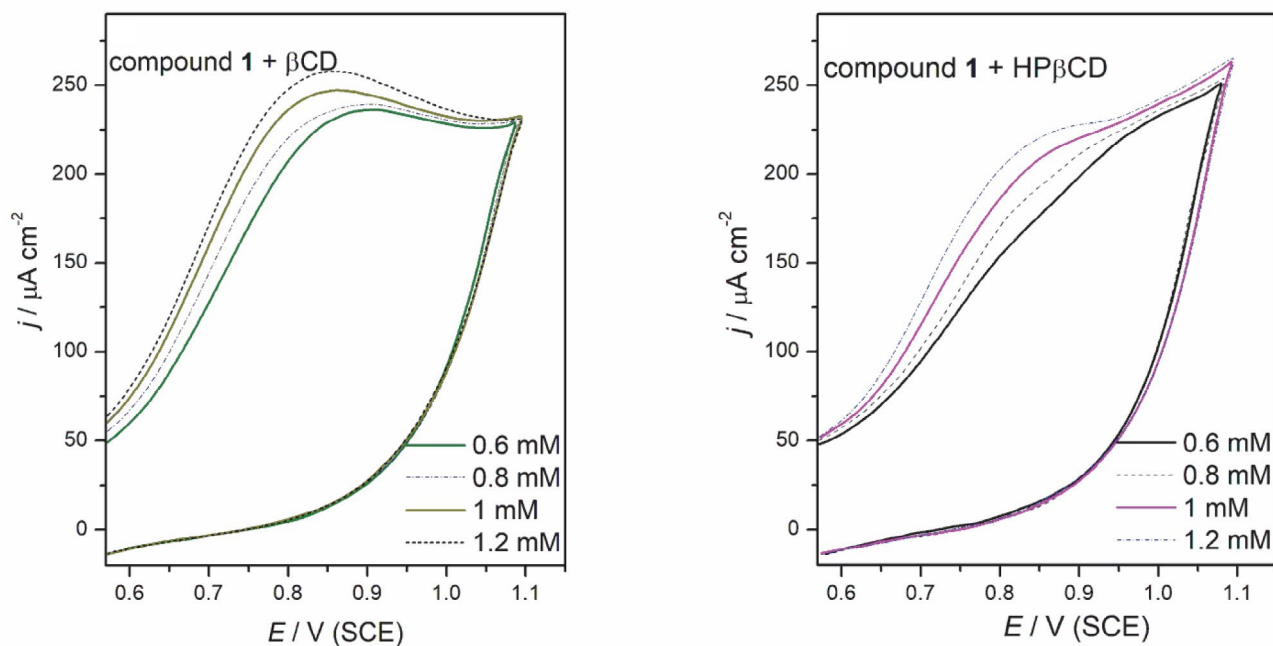 compound 1 + βCD
250
200
150
100
50
0
j / μA cm-2
0.6 mM
0.8 mM
1 mM
1.2 mM
0.6 0.7 0.8 0.9 1.0 1.1
E / V (SCE)
compound 1 + HPβCD
250
200
150
100
50
0
j / μA cm-2
0.6 mM
0.8 mM
1 mM
1.2 mM
0.6 0.7 0.8 0.9 1.0 1.1
E / V (SCE)